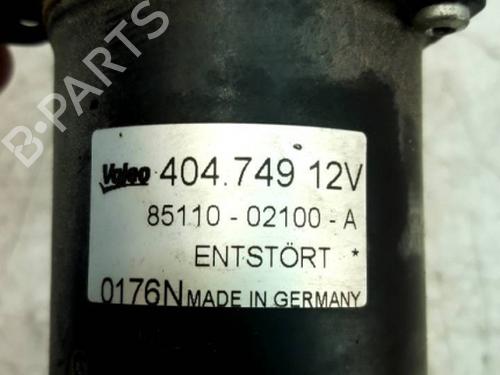 B-PARTS
Valeo 404.749 12V
85110-02100-A
ENTSTÖRT *
0176N MADE IN GERMANY